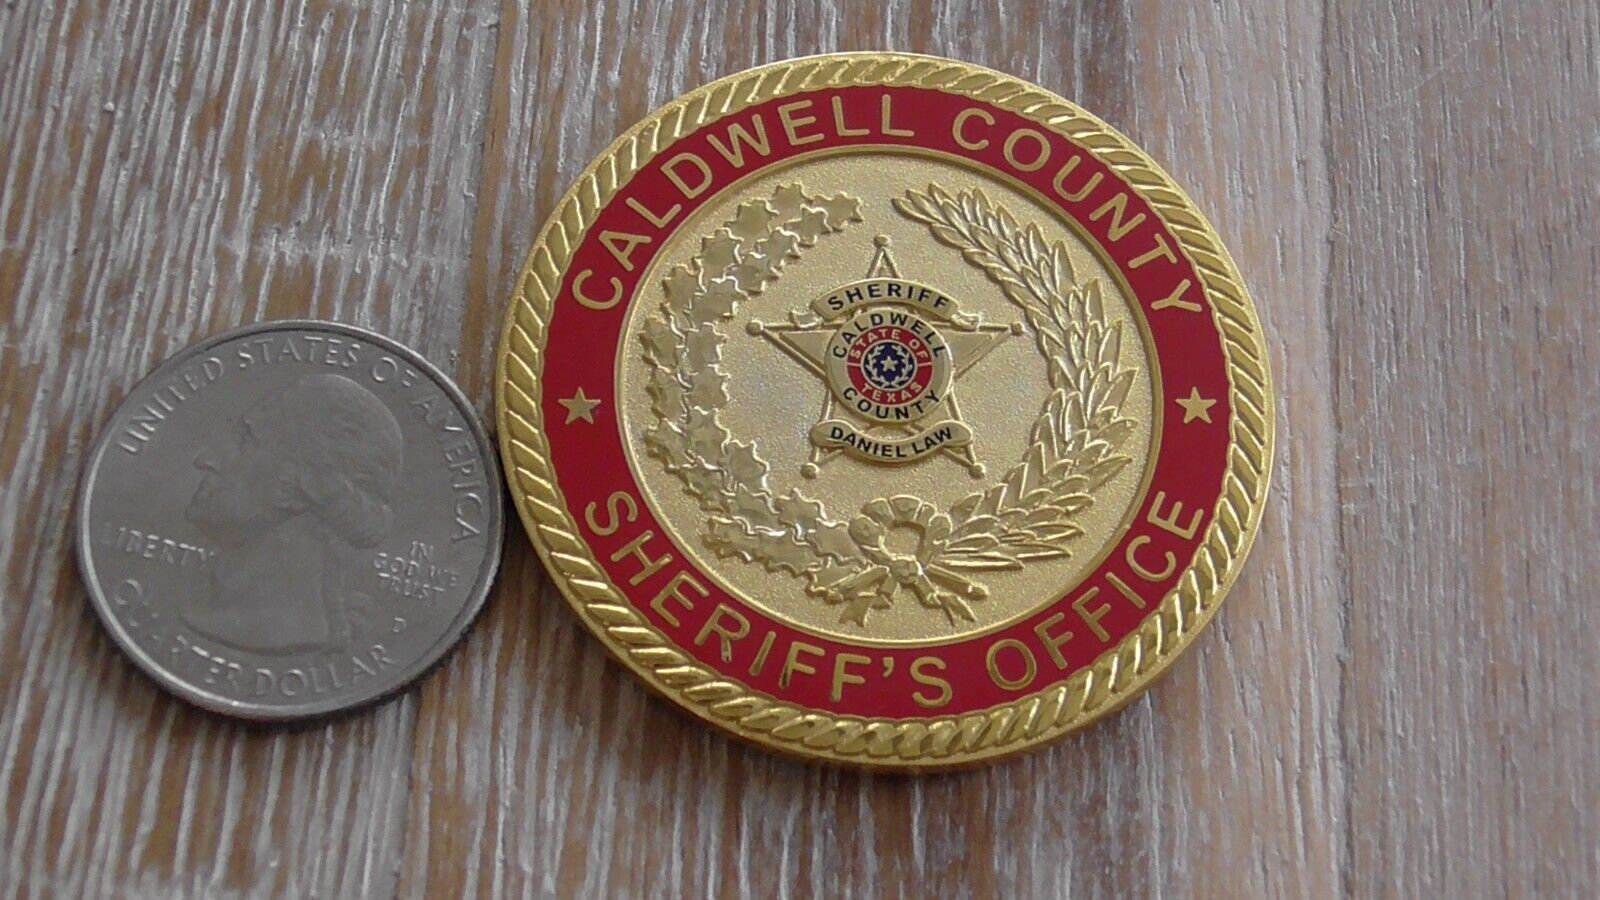 UNITED STATES OF AMERICA
LIBERTY
IN
GOD WE
TRUST
D
QUARTER DOLLAR
CALDWELL COUNTY
SHERIFF
CALDWELL
STATE OF
TEXAS
COUNTY
DANIEL LAW
SHERIFF'S OFFICE